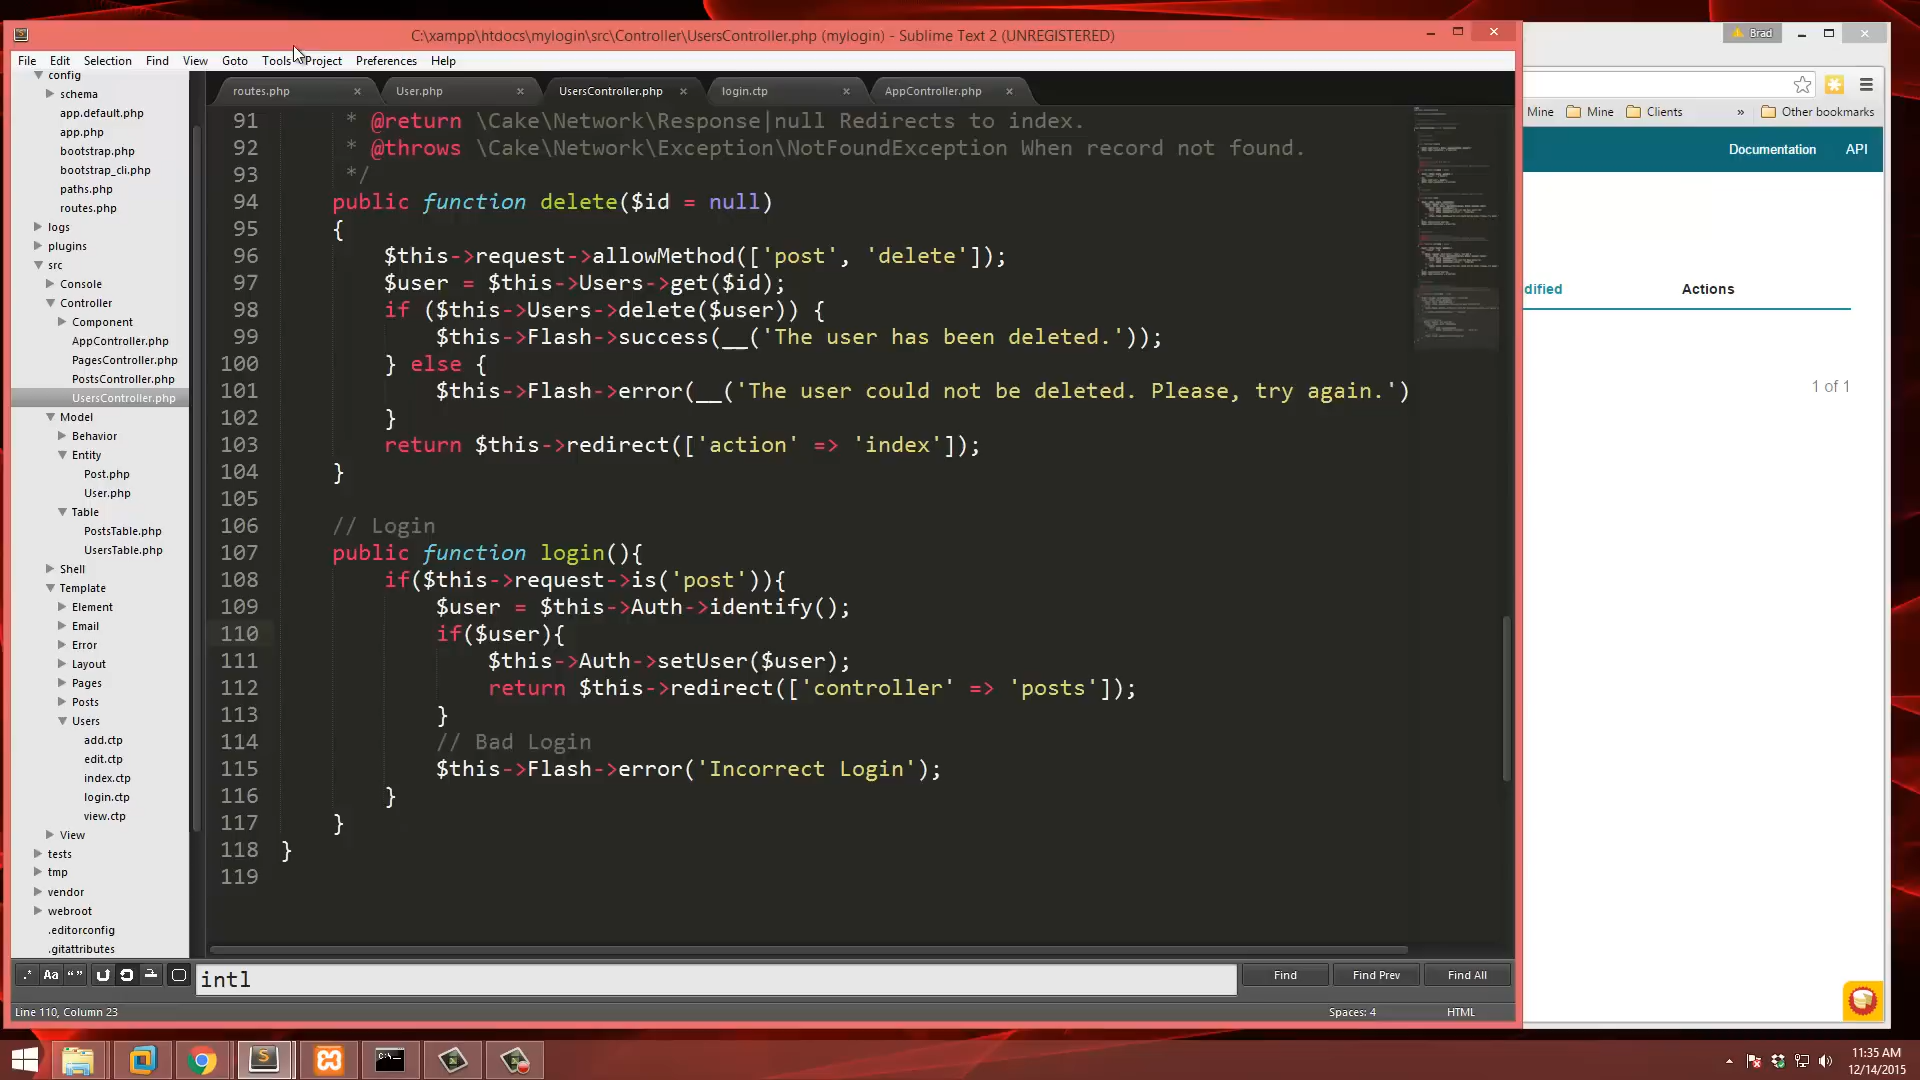 C:\xampp\htdocs\mylogin\src\Controller\UsersController.php (mylogin) - Sublime Text 2 (UNREGISTERED)
File Edit Selection Find View Goto Tools Project Preferences Help
routes.php × User.php × UsersController.php × login.ctp × AppController.php ×
config
schema
app.default.php
app.php
bootstrap.php
bootstrap_cli.php
paths.php
routes.php
logs
plugins
src
Console
Controller
Component
AppController.php
PagesController.php
PostsController.php
UsersController.php
Model
Behavior
Entity
Post.php
User.php
Table
PostsTable.php
UsersTable.php
Shell
Template
Element
Email
Error
Layout
Pages
Posts
Users
add.ctp
edit.ctp
index.ctp
login.ctp
view.ctp
View
tests
tmp
vendor
webroot
.editorconfig
.gitattributes
91 * @return \Cake\Network\Response|null Redirects to index.
92 * @throws \Cake\Network\Exception\NotFoundException When record not found.
93 */
94 public function delete($id = null)
95 {
96 $this->request->allowMethod(['post', 'delete']);
97 $user = $this->Users->get($id);
98 if ($this->Users->delete($user)) {
99 $this->Flash->success(__('The user has been deleted.'));
100 } else {
101 $this->Flash->error(__('The user could not be deleted. Please, try again.')
102 }
103 return $this->redirect(['action' => 'index']);
104 }
105
106 // Login
107 public function login(){
108 if($this->request->is('post')){
109 $user = $this->Auth->identify();
110 if($user){
111 $this->Auth->setUser($user);
112 return $this->redirect(['controller' => 'posts']);
113 }
114 // Bad Login
115 $this->Flash->error('Incorrect Login');
116 }
117 }
118 }
119
.* Aa “” intl Find Find Prev Find All
Line 110, Column 23 Spaces: 4 HTML
Brad
Mine Mine Clients » Other bookmarks
Documentation API
dified Actions
1 of 1
11:35 AM
12/14/2015